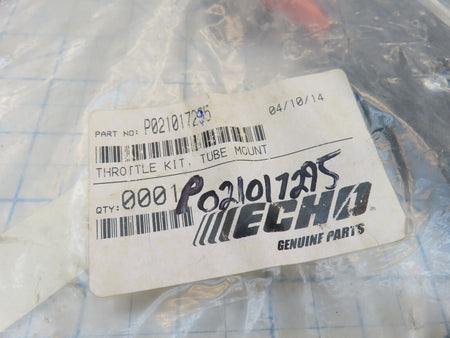 PART NO: P021017295 04/10/14
THROTTLE KIT, TUBE MOUNT
QTY: 0001
P021017295
ECHO
GENUINE PARTS